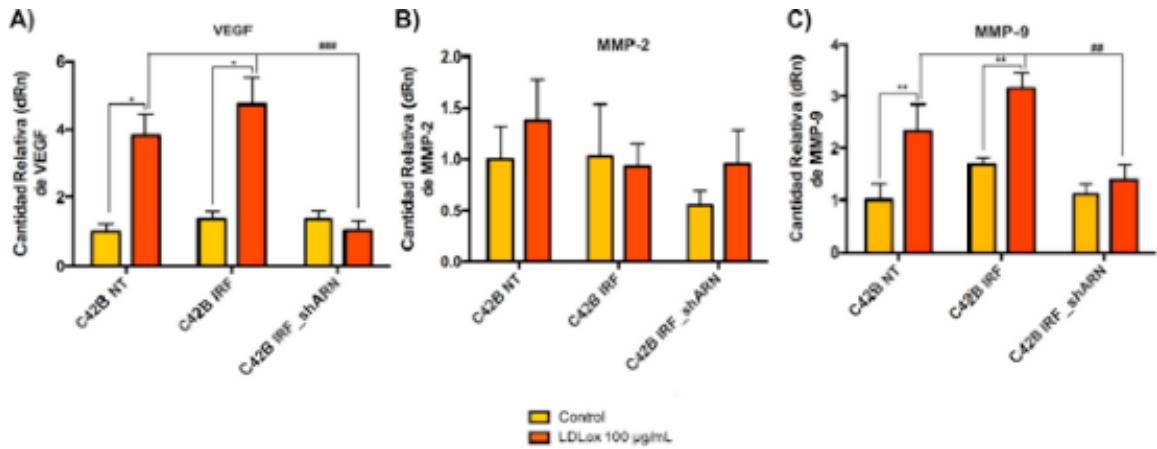 A)
VEGF
Cantidad Relativa (dRn)
de VEGF
6
4
2
0
*
*
###
C42B NT
C42B IRF
C42B IRF_shARN
B)
MMP-2
Cantidad Relativa (dRn)
de MMP-2
2.0
1.5
1.0
0.5
0.0
C42B NT
C42B IRF
C42B IRF_shARN
C)
MMP-9
Cantidad Relativa (dRn)
de MMP-9
4
3
2
1
0
**
**
##
C42B NT
C42B IRF
C42B IRF_shARN
Control
LDLox 100 µg/mL